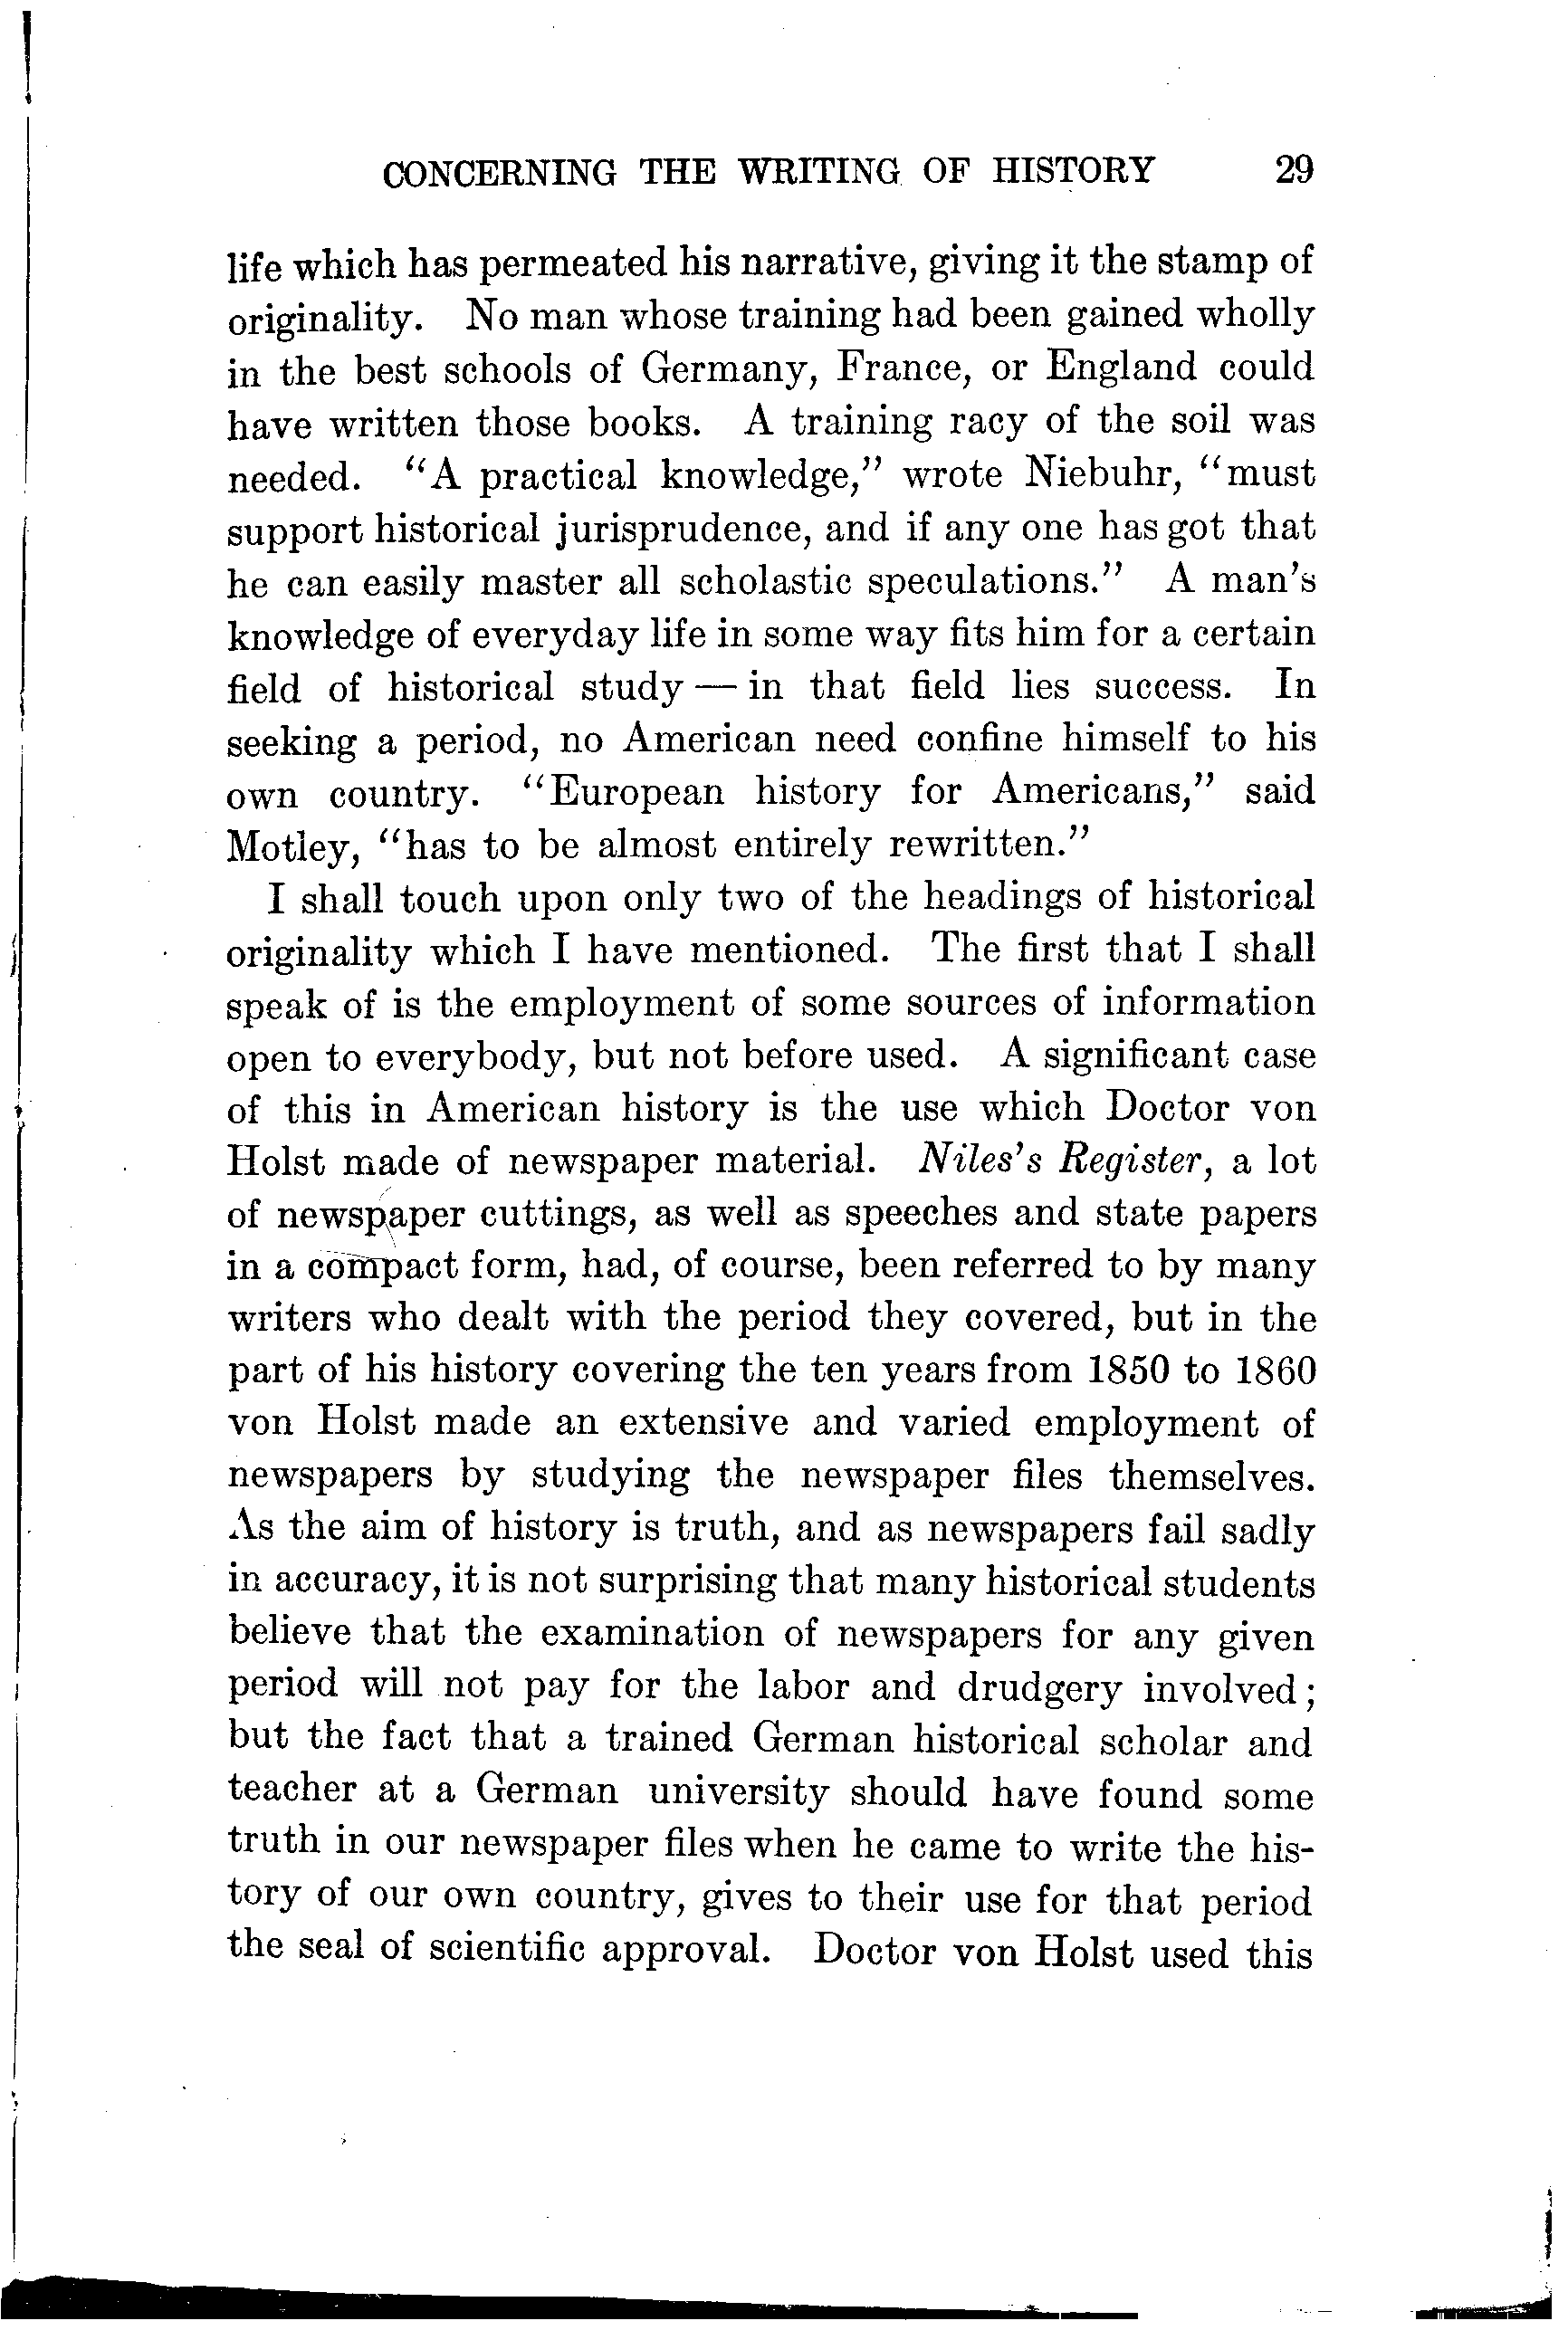 CONCERNING THE WRITING OF HISTORY 29
life which has permeated his narrative, giving it the stamp of
originality. No man whose training had been gained wholly
in the best schools of Germany, France, or England could
have written those books. A training racy of the soil was
needed. "A practical knowledge," wrote Niebuhr, "must
support historical jurisprudence, and if any one has got that
he can easily master all scholastic speculations." A man's
knowledge of everyday life in some way fits him for a certain
field of historical study — in that field lies success. In
seeking a period, no American need confine himself to his
own country. "European history for Americans," said
Motley, "has to be almost entirely rewritten."
I shall touch upon only two of the headings of historical
originality which I have mentioned. The first that I shall
speak of is the employment of some sources of information
open to everybody, but not before used. A significant case
of this in American history is the use which Doctor von
Holst made of newspaper material. Niles's Register, a lot
of newspaper cuttings, as well as speeches and state papers
in a compact form, had, of course, been referred to by many
writers who dealt with the period they covered, but in the
part of his history covering the ten years from 1850 to 1860
von Holst made an extensive and varied employment of
newspapers by studying the newspaper files themselves.
As the aim of history is truth, and as newspapers fail sadly
in accuracy, it is not surprising that many historical students
believe that the examination of newspapers for any given
period will not pay for the labor and drudgery involved;
but the fact that a trained German historical scholar and
teacher at a German university should have found some
truth in our newspaper files when he came to write the his-
tory of our own country, gives to their use for that period
the seal of scientific approval. Doctor von Holst used this